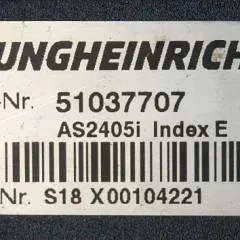 UNGHEINRICH
-Nr. 51037707
AS2405i Index E
Nr. S18 X00104221